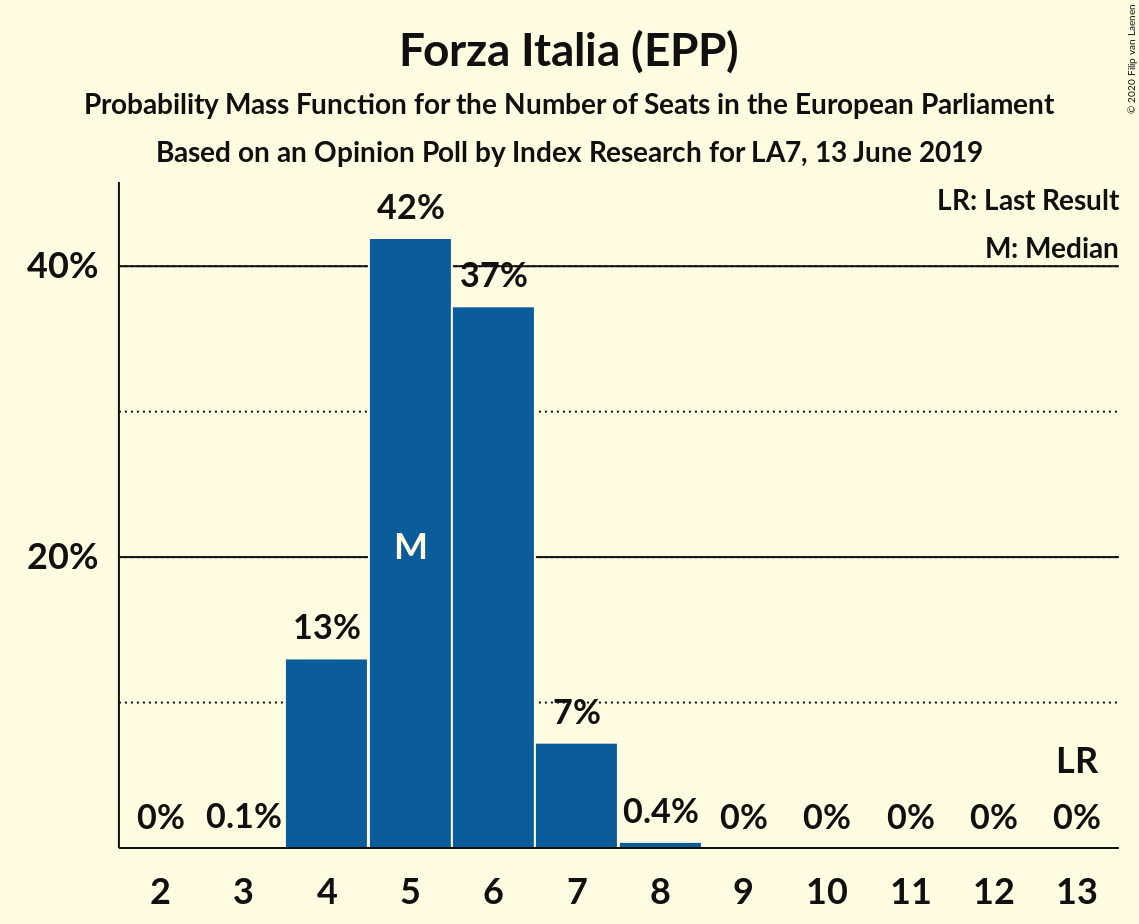 Forza Italia (EPP)
Probability Mass Function for the Number of Seats in the European Parliament
Based on an Opinion Poll by Index Research for LA7, 13 June 2019
© 2020 Filip van Laenen
LR: Last Result
M: Median
40%
20%
0%
0.1%
13%
42%
M
37%
7%
0.4%
0%
0%
0%
0%
LR
0%
2 3 4 5 6 7 8 9 10 11 12 13